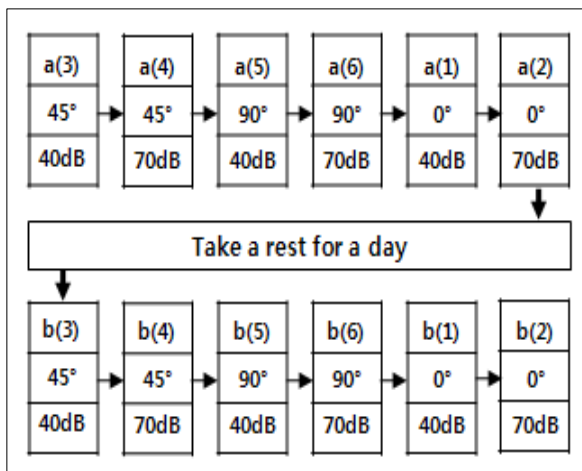 a(3) a(4) a(5) a(6) a(1) a(2)
45° 45° 90° 90° 0° 0°
40dB 70dB 40dB 70dB 40dB 70dB
Take a rest for a day
b(3) b(4) b(5) b(6) b(1) b(2)
45° 45° 90° 90° 0° 0°
40dB 70dB 40dB 70dB 40dB 70dB